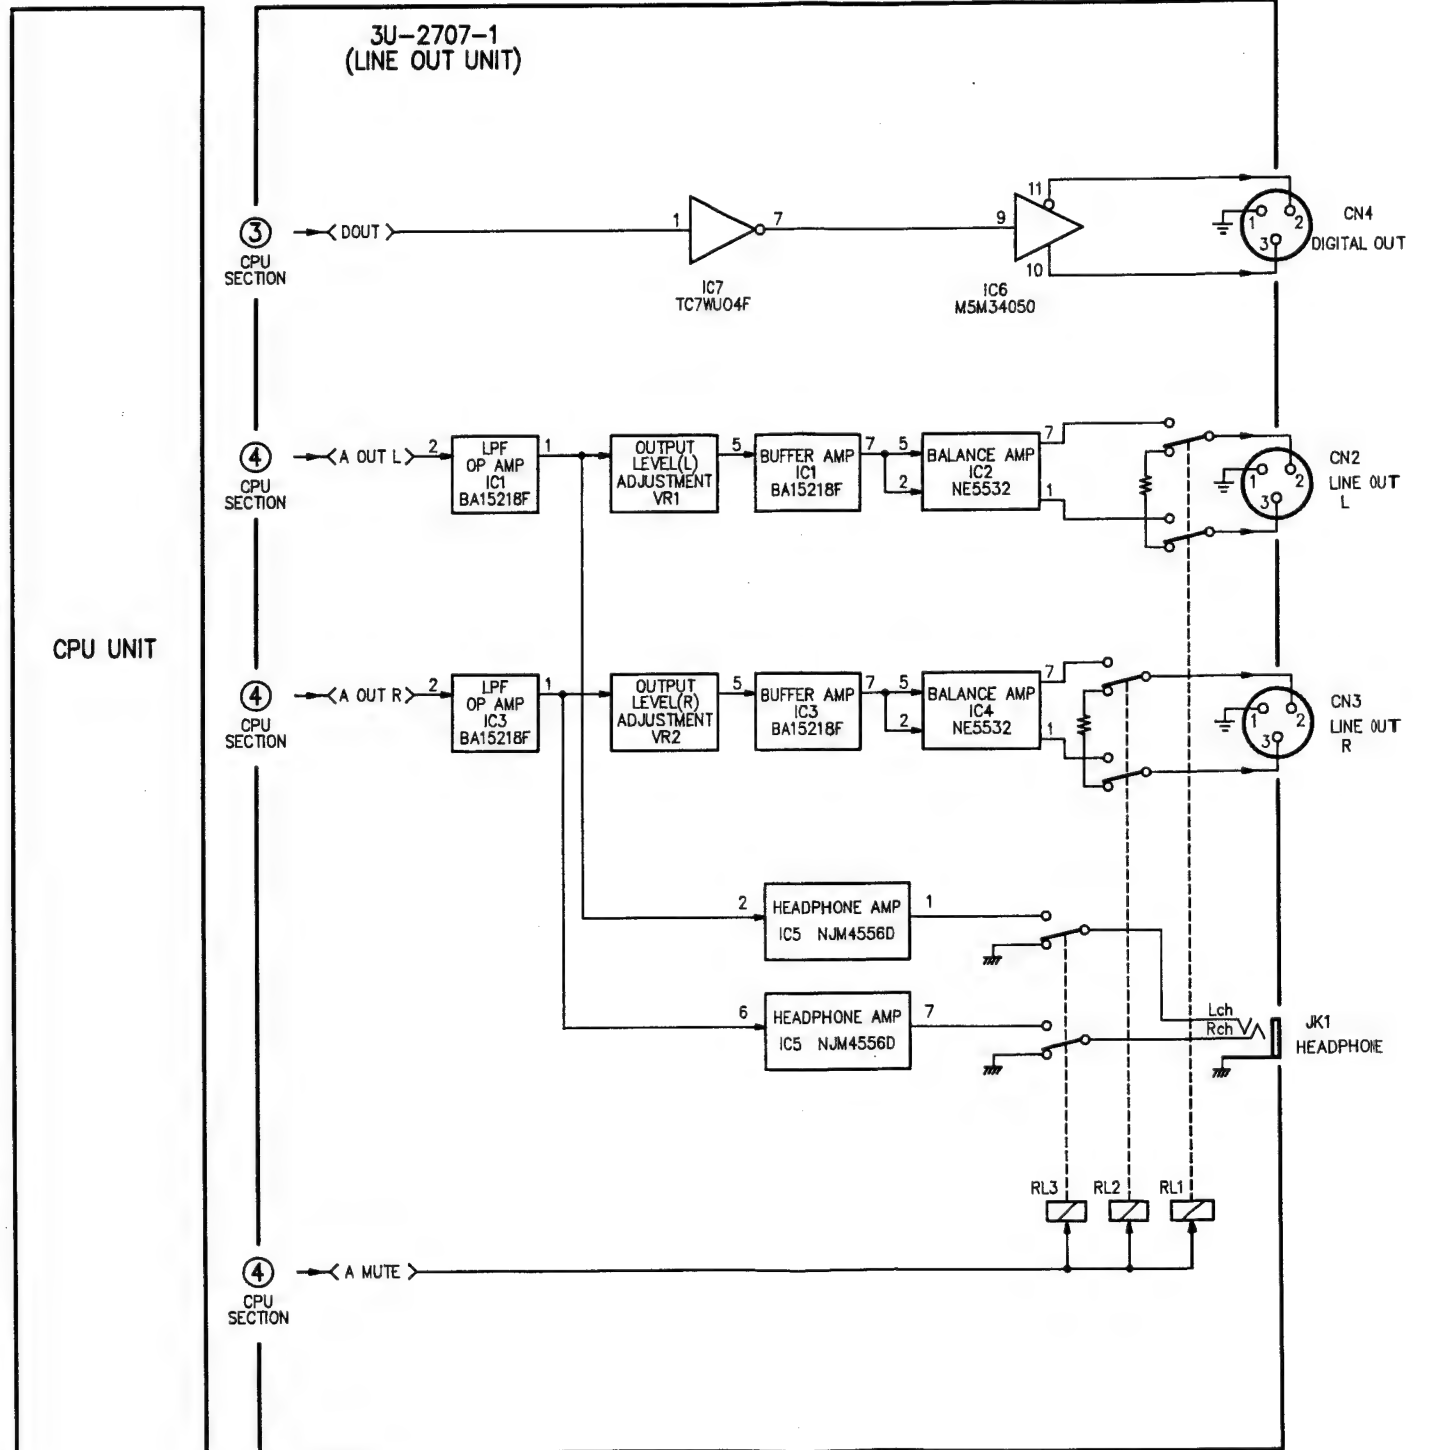 3U-2707-1
(LINE OUT UNIT)
CPU UNIT
3
CPU
SECTION
DOUT
1
7
IC7
TC7WU04F
9
11
10
IC6
M5M34050
1
2
3
CN4
DIGITAL OUT
4
CPU
SECTION
A OUT L
2
LPF
OP AMP
IC1
BA15218F
1
OUTPUT
LEVEL(L)
ADJUSTMENT
VR1
5
BUFFER AMP
IC1
BA15218F
7
5
2
BALANCE AMP
IC2
NE5532
7
1
1
2
3
CN2
LINE OUT
L
4
CPU
SECTION
A OUT R
2
LPF
OP AMP
IC3
BA15218F
1
OUTPUT
LEVEL(R)
ADJUSTMENT
VR2
5
BUFFER AMP
IC3
BA15218F
7
5
2
BALANCE AMP
IC4
NE5532
7
1
1
2
3
CN3
LINE OUT
R
2
HEADPHONE AMP
IC5 NJM4556D
1
6
HEADPHONE AMP
IC5 NJM4556D
7
Lch
Rch
JK1
HEADPHONE
RL3
RL2
RL1
4
CPU
SECTION
A MUTE